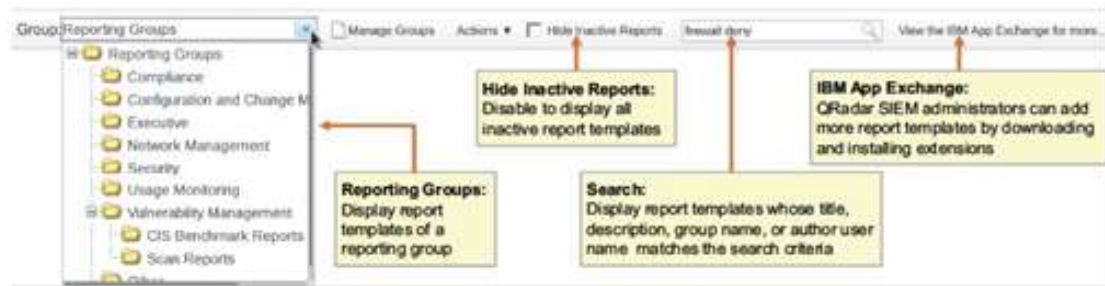 Group: Reporting Groups
Manage Groups Actions ▼ Hide Inactive Reports firewall deny View the IBM App Exchange for more...
Reporting Groups
Compliance
Configuration and Change M
Executive
Network Management
Security
Usage Monitoring
Vulnerability Management
CIS Benchmark Reports
Scan Reports
Other
Hide Inactive Reports:
Disable to display all
inactive report templates
IBM App Exchange:
QRadar SIEM administrators can add
more report templates by downloading
and installing extensions
Reporting Groups:
Display report
templates of a
reporting group
Search:
Display report templates whose title,
description, group name, or author user
name matches the search criteria